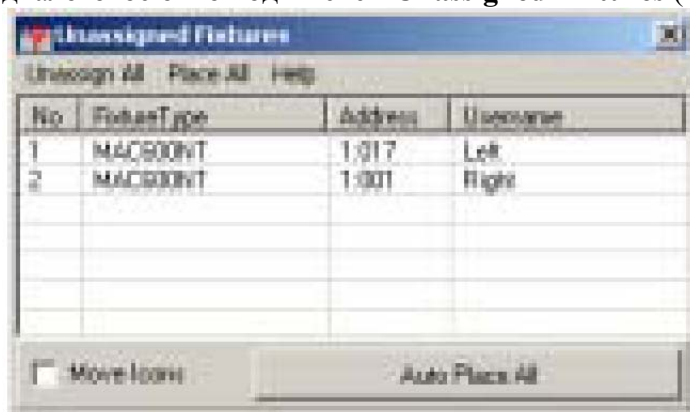 Unassigned Fixtures
Unassign All Place All Help
No FixtureType Address Username
1 MAC600NT 1:017 Left
2 MAC600NT 1:001 Right
Move Icons Auto Place All